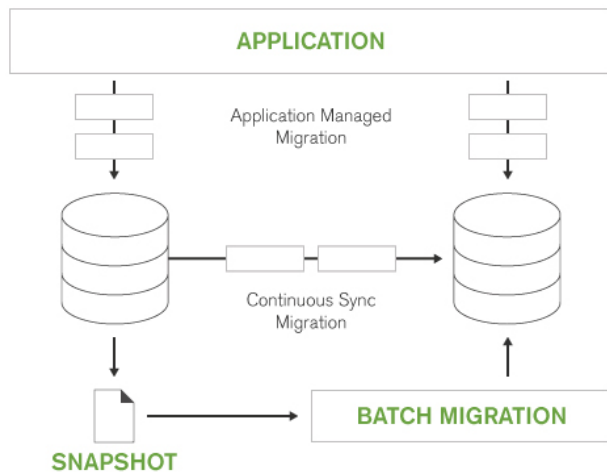 APPLICATION
Application Managed
Migration
Continuous Sync
Migration
BATCH MIGRATION
SNAPSHOT